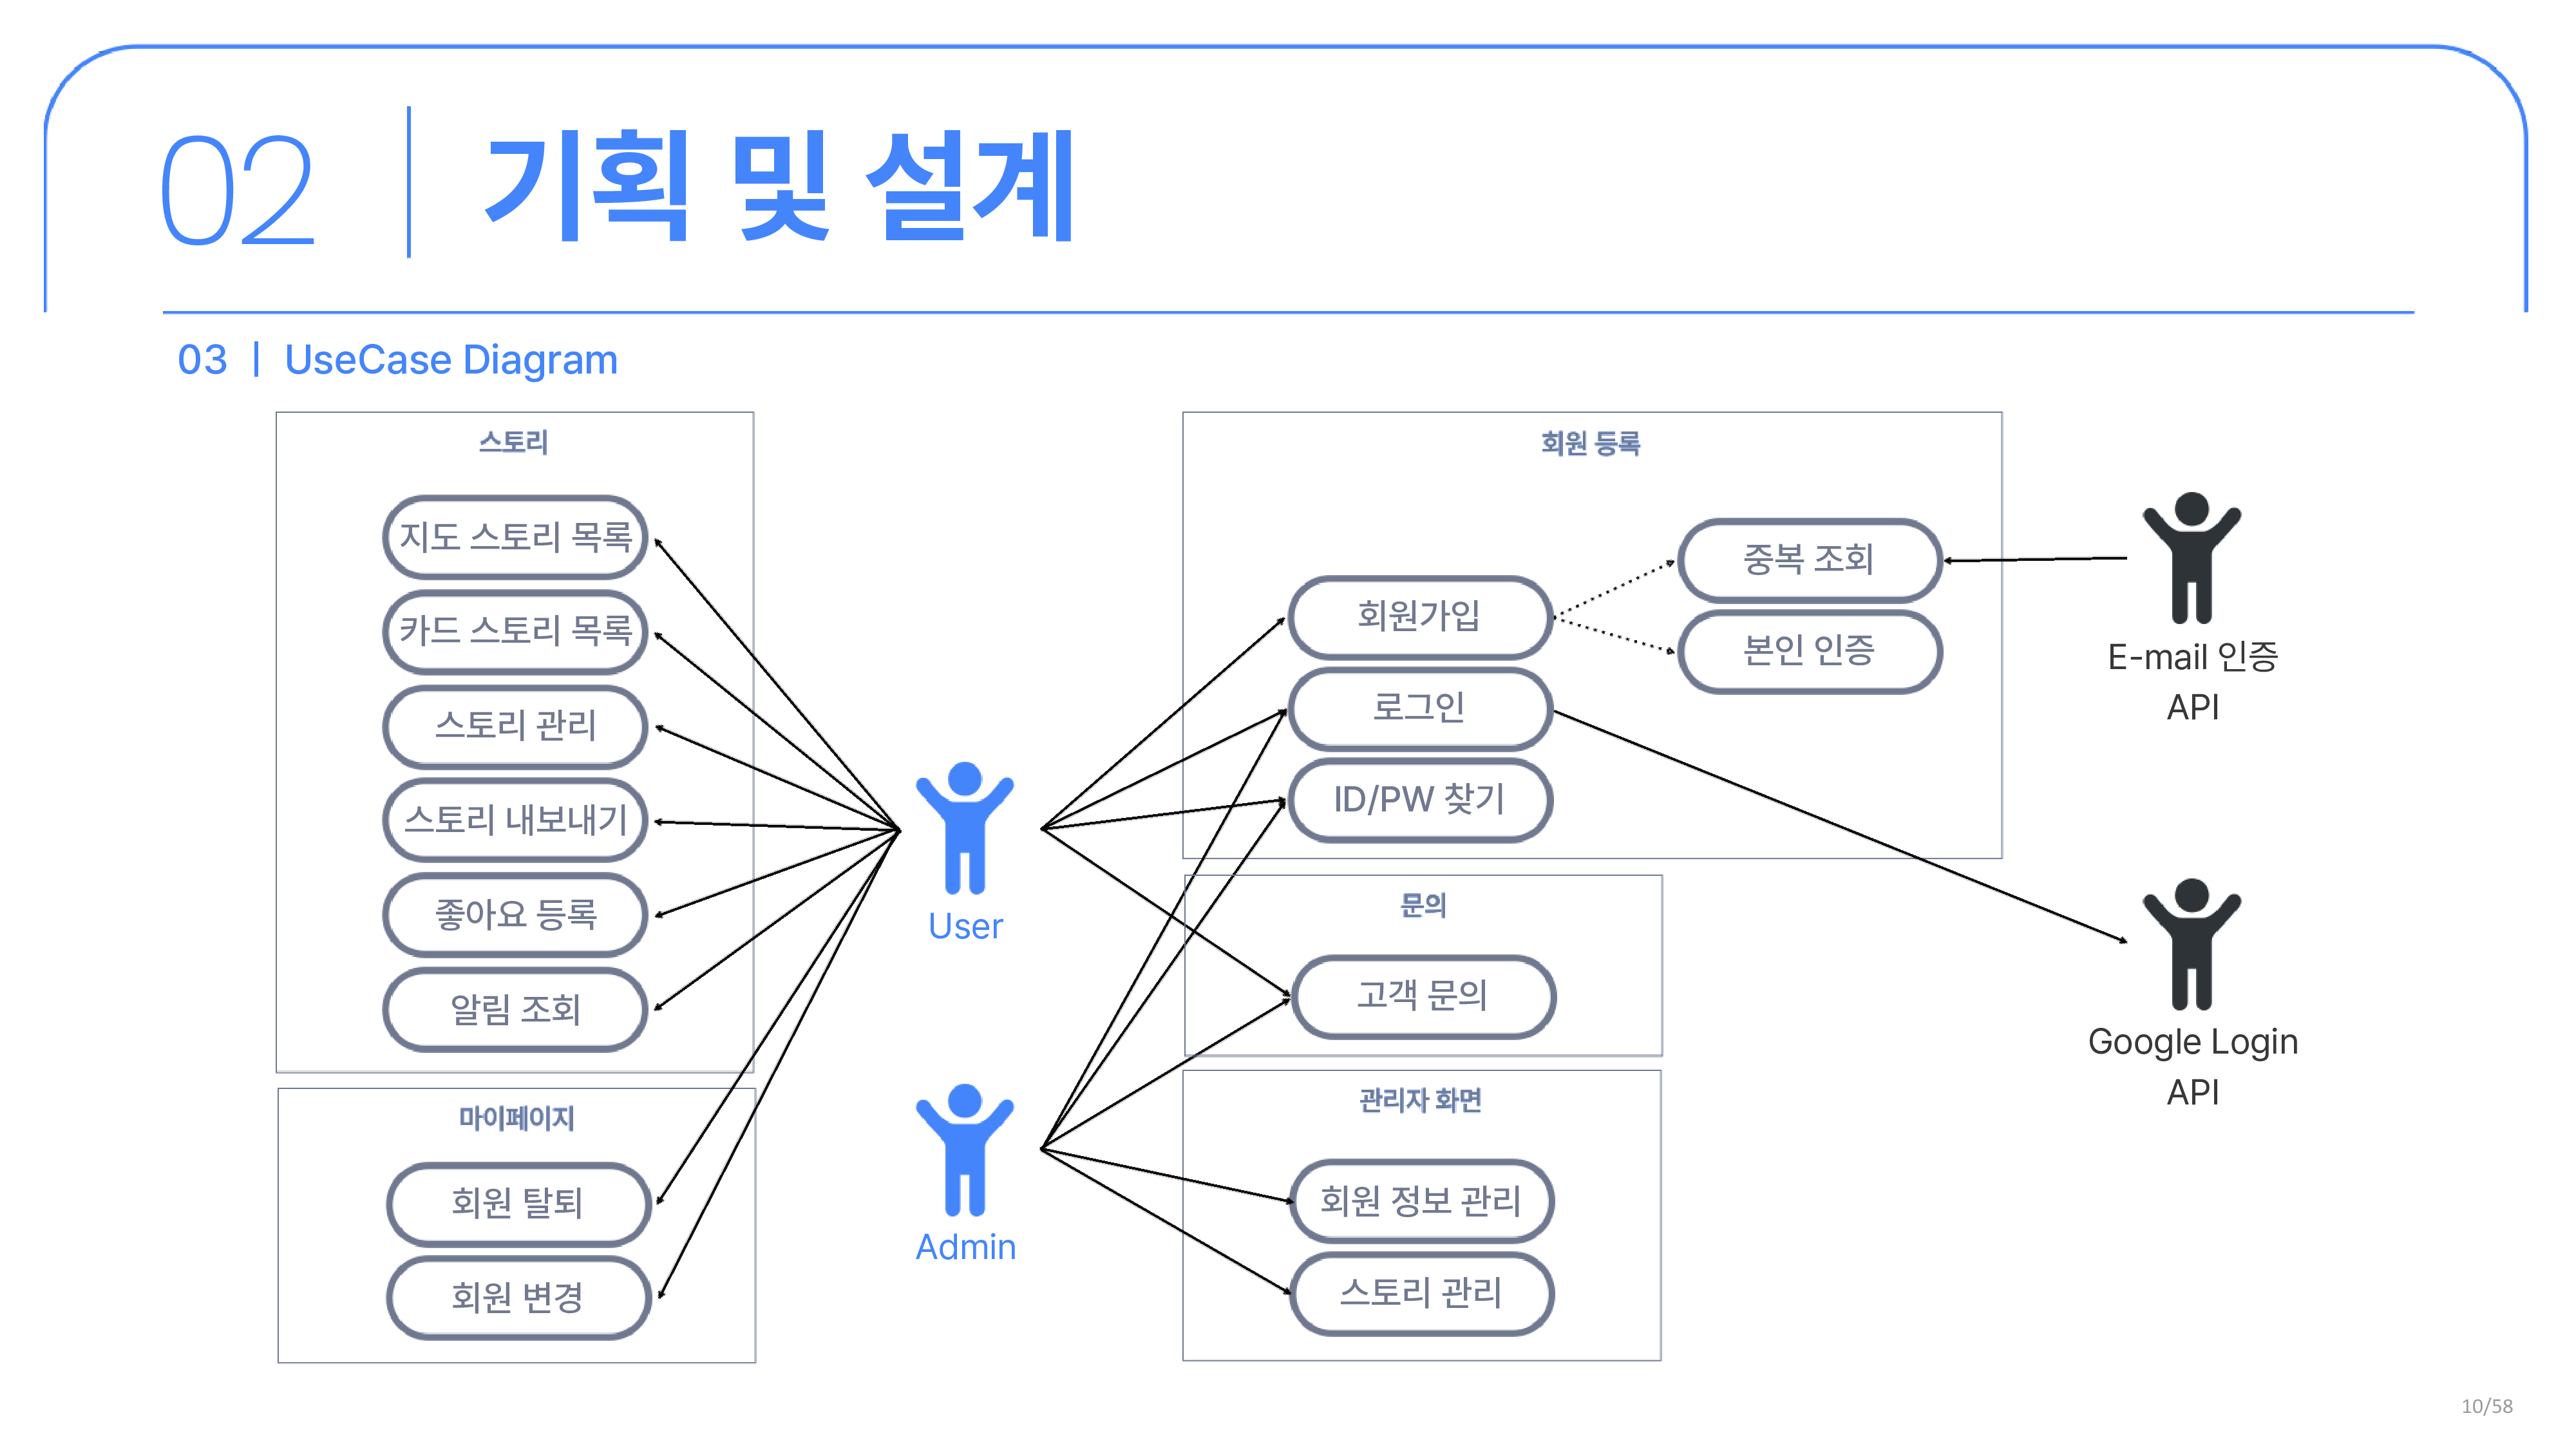 02
기획 및 설계
03 | UseCase Diagram
스토리
지도 스토리 목록
카드 스토리 목록
스토리 관리
스토리 내보내기
좋아요 등록
알림 조회
마이페이지
회원 탈퇴
회원 변경
User
Admin
회원 등록
회원가입
로그인
ID/PW 찾기
중복 조회
본인 인증
문의
고객 문의
관리자 화면
회원 정보 관리
스토리 관리
E-mail 인증
API
Google Login
API
10/58